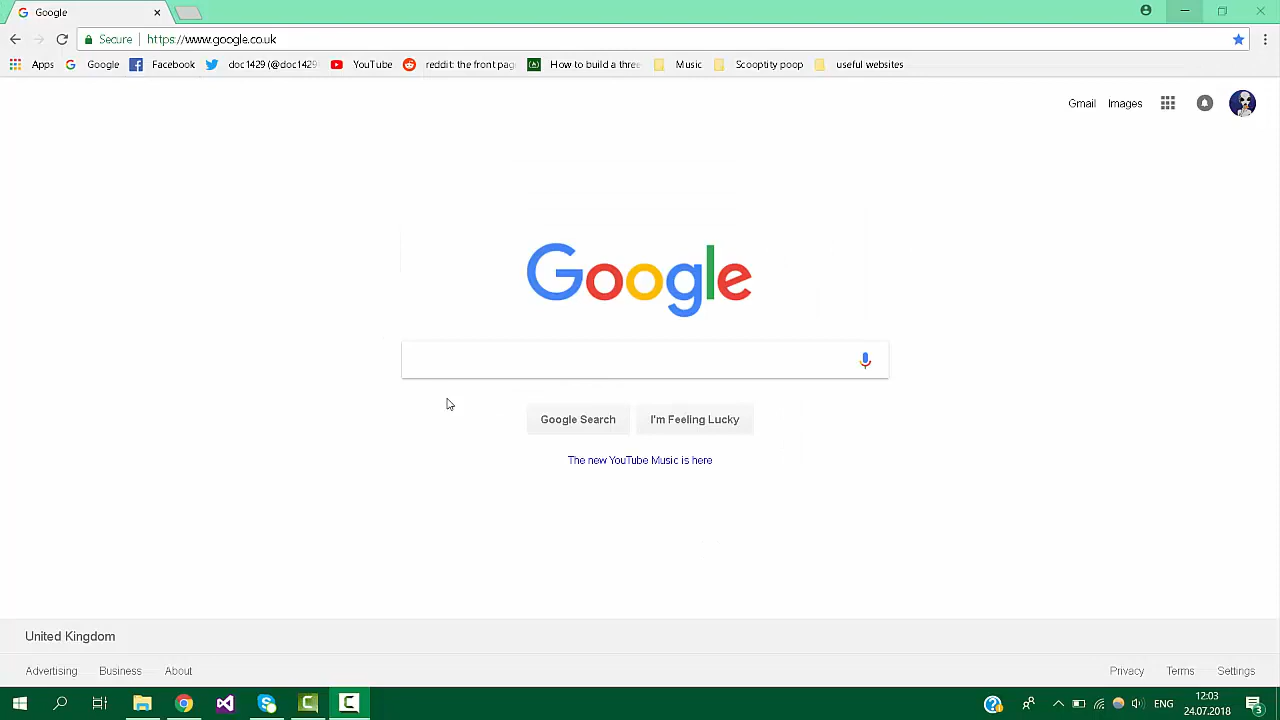 Google
Secure https://www.google.co.uk
Apps Google Facebook doc1429 (@doc1429 YouTube reddit: the front pag How to build a three Music Scooptity poop useful websites
Gmail Images
Google
Google Search I'm Feeling Lucky
The new YouTube Music is here
United Kingdom
Advertising Business About Privacy Terms Settings
ENG 12:03
24.07.2018 3